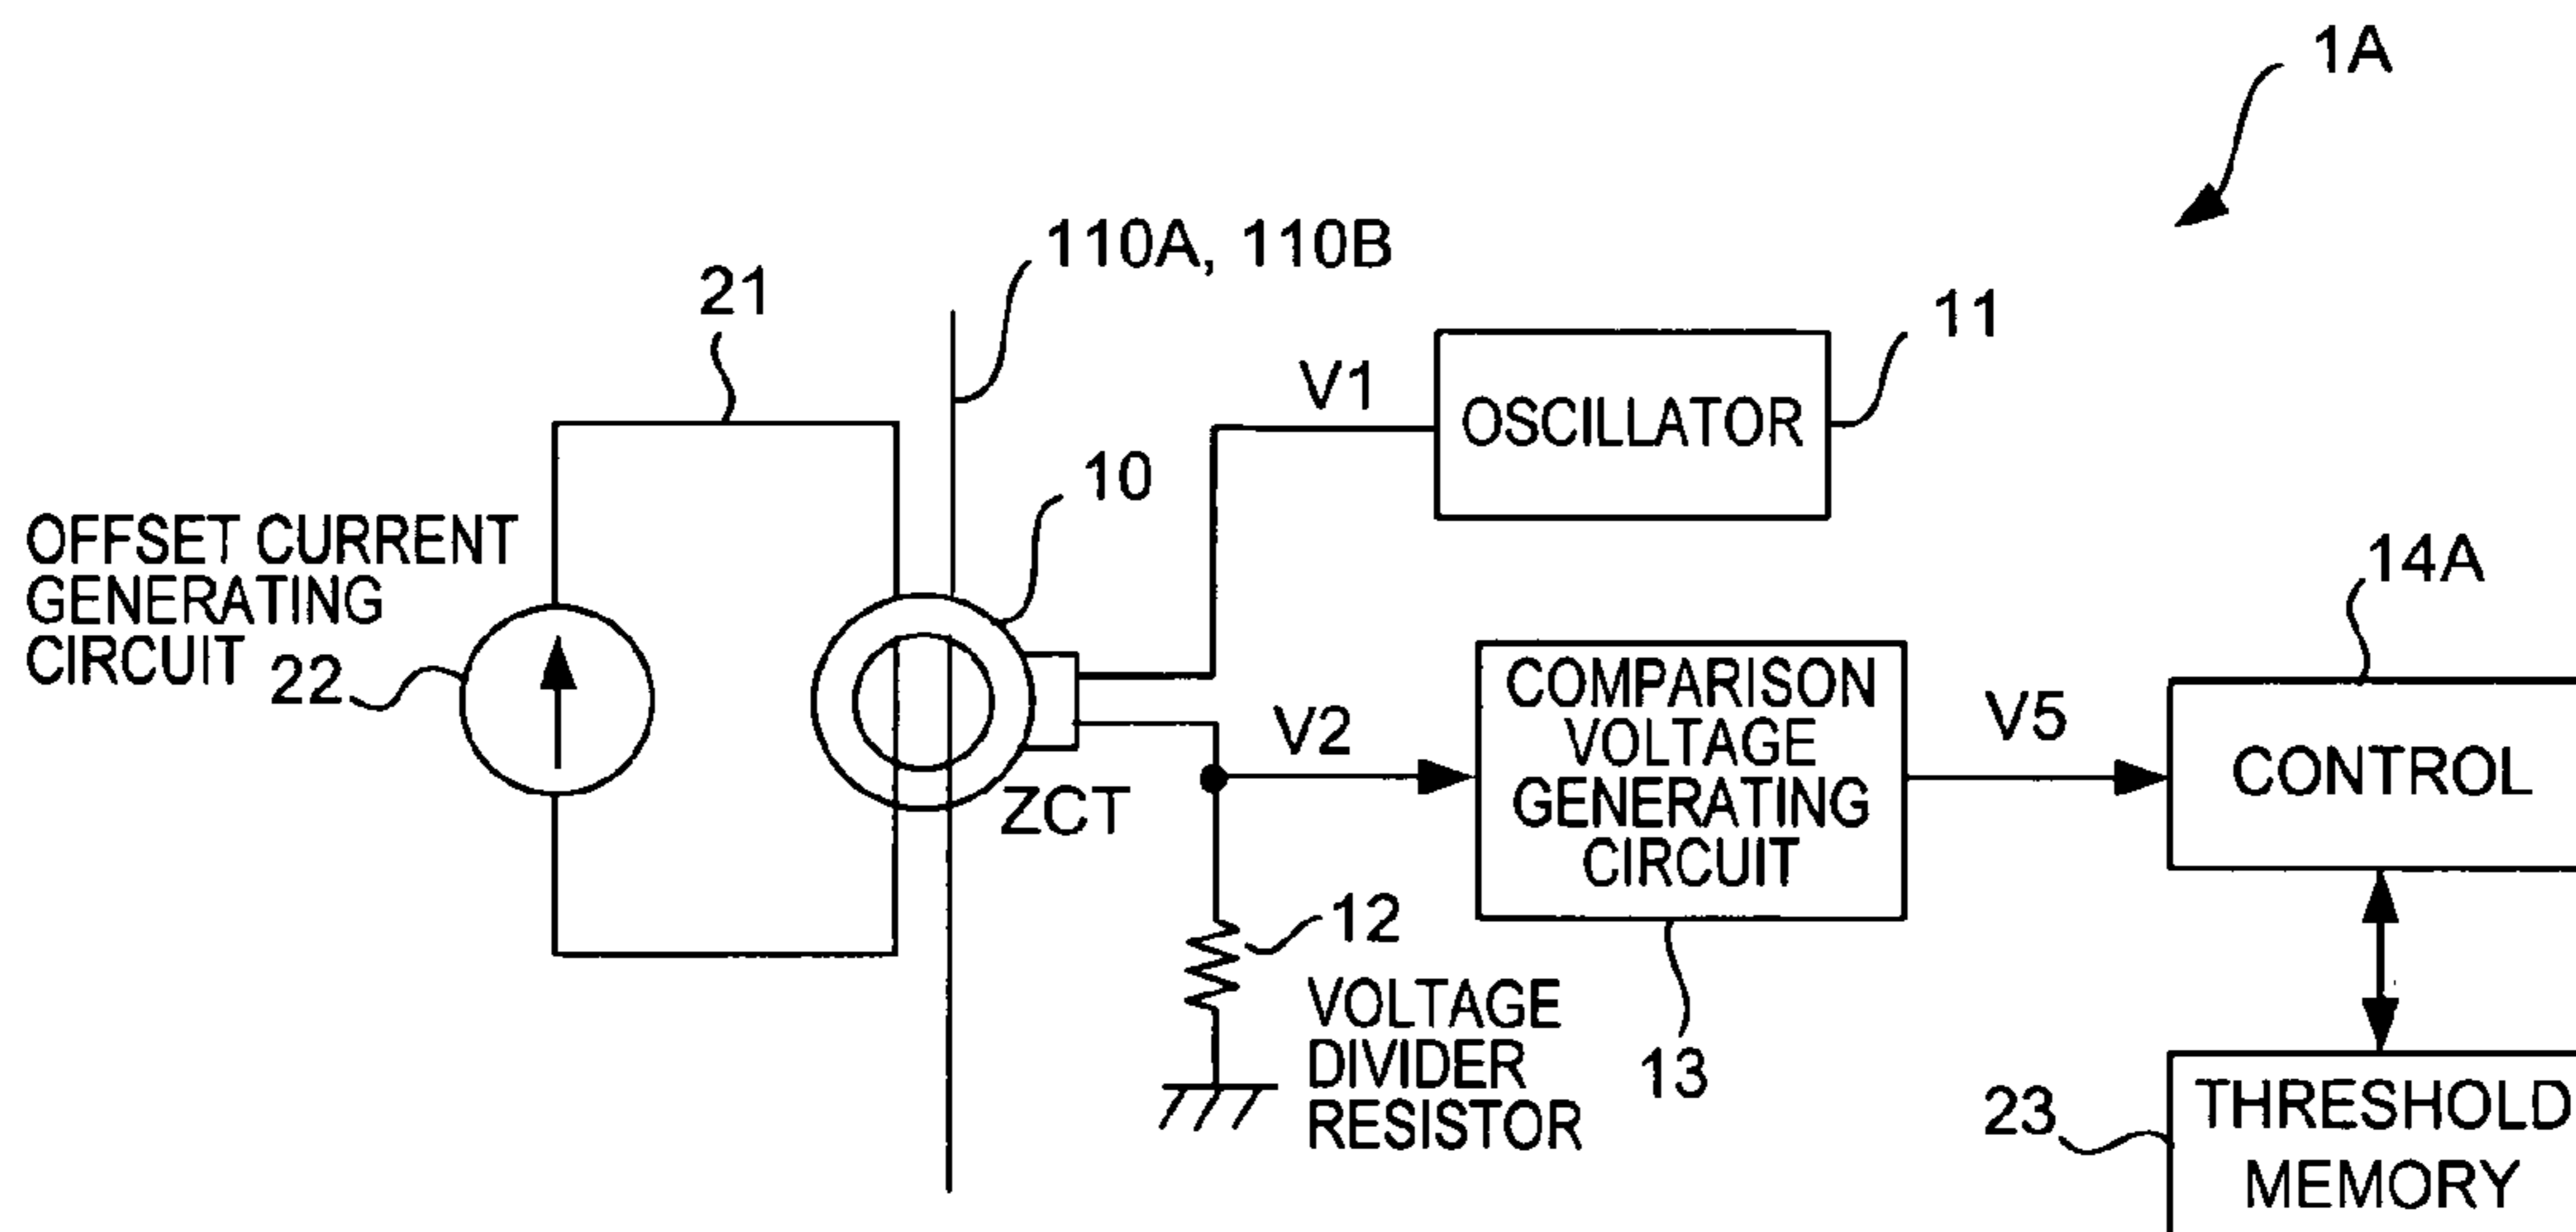 1A
110A, 110B
21
11
V1
OSCILLATOR
10
OFFSET CURRENT
GENERATING
CIRCUIT 22
14A
COMPARISON
VOLTAGE
GENERATING
CIRCUIT
V2
V5
CONTROL
ZCT
12
VOLTAGE
DIVIDER
RESISTOR
13
23
THRESHOLD
MEMORY